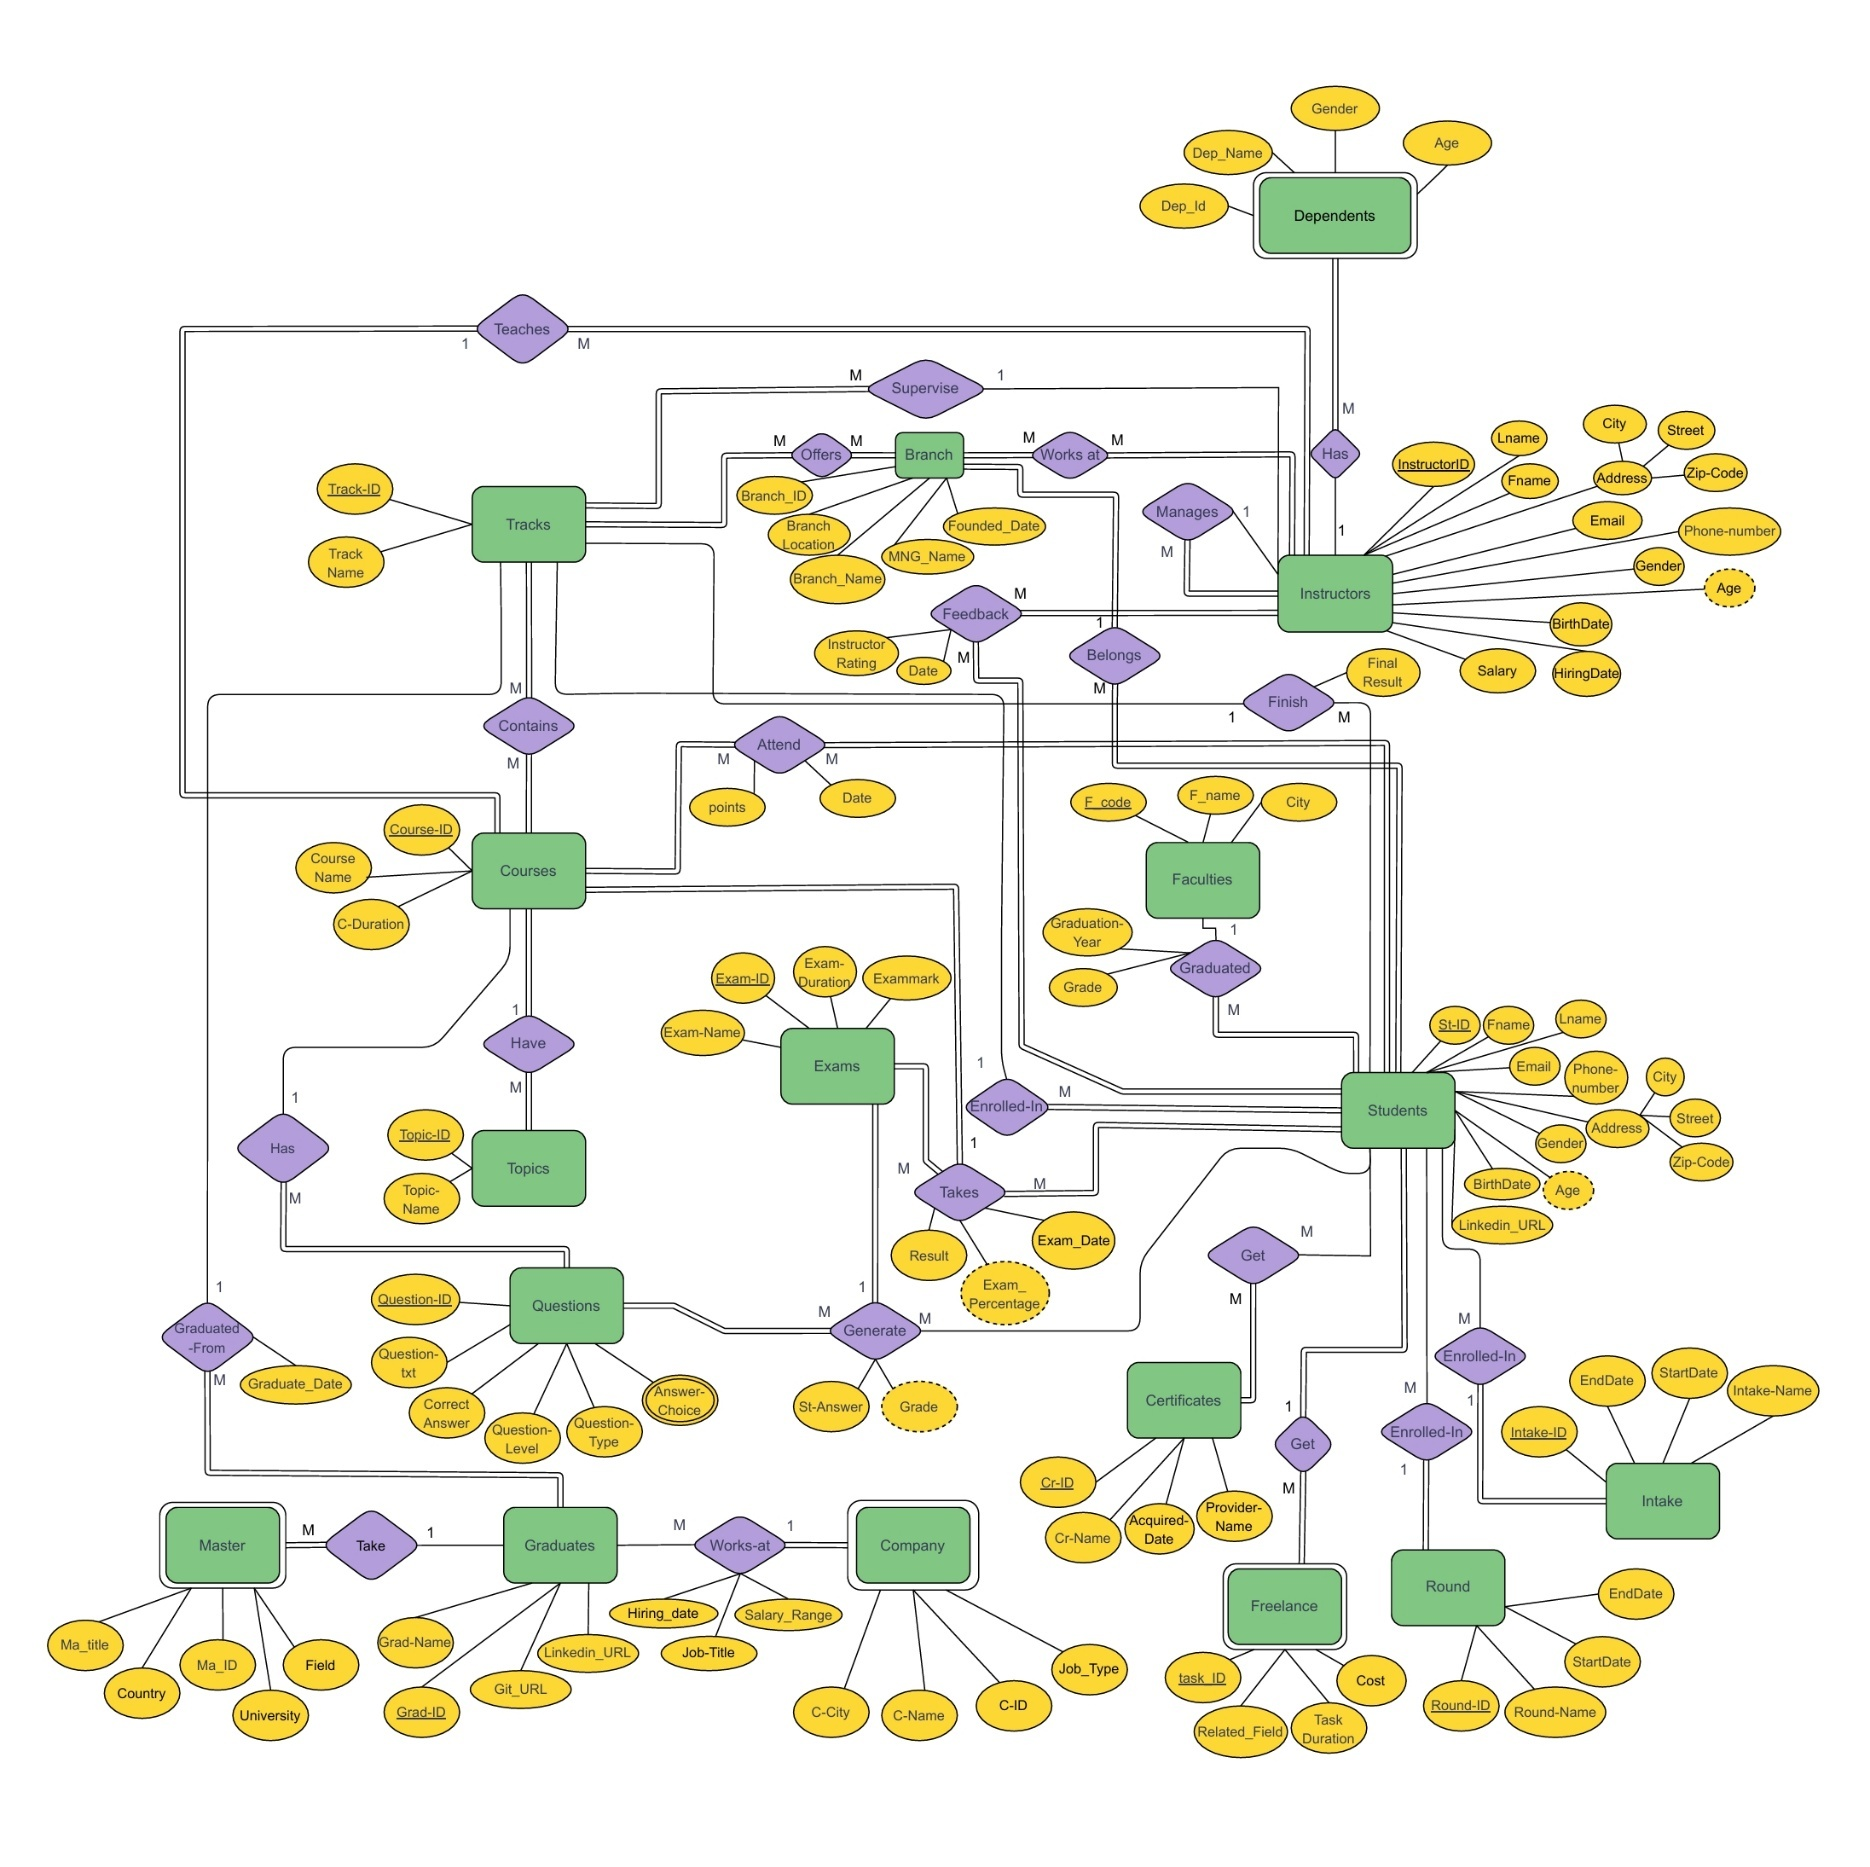 Gender
Dep_Name
Age
Dep_Id
Dependents
Teaches
1
M
M
Supervise
1
M
Has
1
M
Offers
M
Branch
M
Works at
M
Branch_ID
Branch
Location
Branch_Name
MNG_Name
Founded_Date
Track-ID
Track
Name
Tracks
Manages
1
M
InstructorID
Lname
Fname
City
Street
Address
Zip-Code
Email
Phone-number
Gender
Age
BirthDate
HiringDate
Salary
Instructors
Feedback
M
M
Instructor
Rating
Date
1
Belongs
M
Final
Result
Finish
1
M
M
Contains
M
Attend
M
M
points
Date
F_code
F_name
City
Faculties
Course-ID
Course
Name
C-Duration
Courses
Graduation-
Year
Grade
1
Graduated
M
Exam-ID
Exam-
Duration
Exammark
Exam-Name
Exams
1
Have
M
St-ID
Fname
Lname
Email
Phone-
number
City
Street
Address
Zip-Code
Gender
Age
BirthDate
Linkedin_URL
Students
1
Enrolled-In
M
1
Has
M
Topic-ID
Topic-
Name
Topics
1
M
Takes
M
Result
Exam_
Percentage
Exam_Date
Get
M
M
Question-ID
Questions
Question-
txt
Correct
Answer
Question-
Level
Question-
Type
Answer-
Choice
1
M
Generate
M
St-Answer
Grade
1
Graduated
-From
M
Graduate_Date
Certificates
Cr-ID
Cr-Name
Acquired-
Date
Provider-
Name
1
Get
M
M
Enrolled-In
1
M
Enrolled-In
1
EndDate
StartDate
Intake-Name
Intake-ID
Intake
Master
M
Take
1
Graduates
M
Works-at
1
Company
Ma_title
Country
Ma_ID
University
Field
Grad-Name
Grad-ID
Git_URL
Linkedin_URL
Hiring_date
Job-Title
Salary_Range
C-City
C-Name
C-ID
Job_Type
Freelance
task_ID
Related_Field
Task
Duration
Cost
Round
EndDate
StartDate
Round-ID
Round-Name